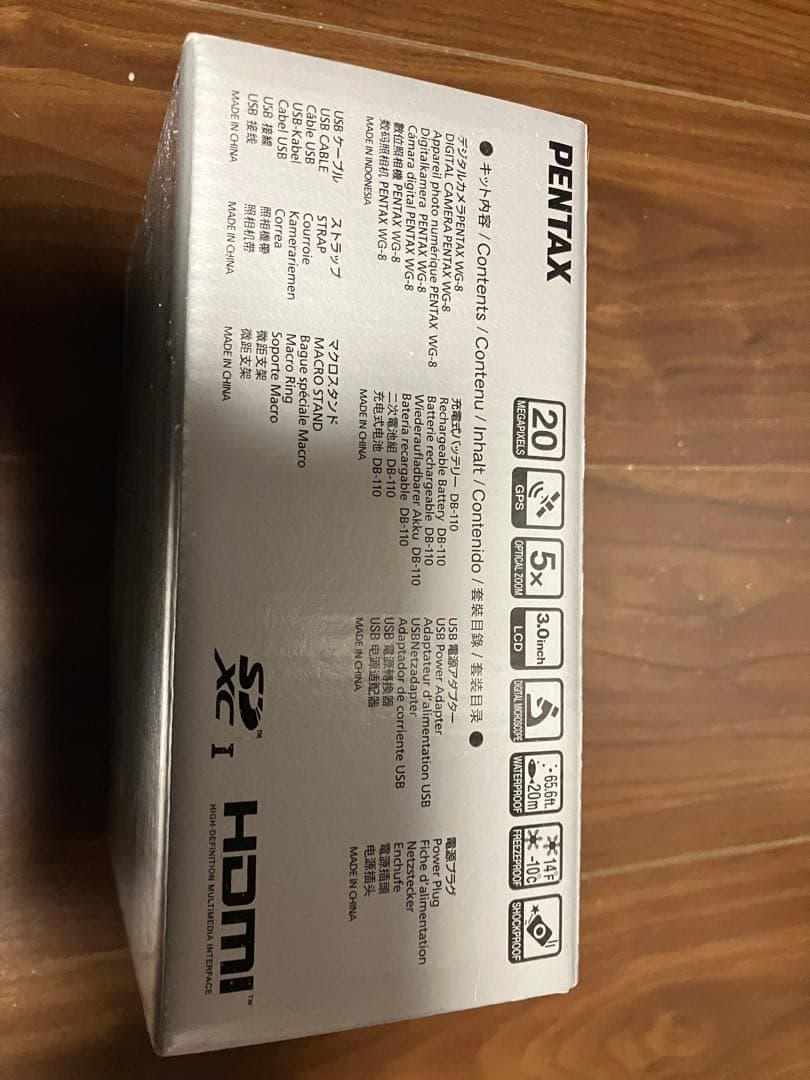 PENTAX
20
MEGAPIXELS
GPS
5x
OPTICAL ZOOM
3.0inch
LCD
DIGITAL MICROSCOPE
65.6ft.
20m
WATERPROOF
14°F
-10°C
FREEZEPROOF
SHOCKPROOF
● キット内容 / Contents / Contenu / Inhalt / Contenido / 套裝目錄 / 套装目录 ●
デジタルカメラPENTAX WG-8
DIGITAL CAMERA PENTAX WG-8
Appareil photo numérique PENTAX WG-8
Digitalkamera PENTAX WG-8
Cámara digital PENTAX WG-8
數位照相機 PENTAX WG-8
数码照相机 PENTAX WG-8
MADE IN INDONESIA
充電式バッテリー DB-110
Rechargeable Battery DB-110
Batterie rechargeable DB-110
Wiederaufladbarer Akku DB-110
Batería recargable DB-110
二次電池組 DB-110
充电式电池 DB-110
MADE IN CHINA
USB 電源アダプター
USB Power Adapter
Adaptateur d'alimentation USB
USBNetzadapter
Adaptador de corriente USB
USB 電源轉換器
USB 电源适配器
MADE IN CHINA
電源プラグ
Power Plug
Fiche d'alimentation
Netzstecker
Enchufe
電源插頭
电源插头
MADE IN CHINA
USB ケーブル
USB CABLE
Câble USB
USB-Kabel
Cabel USB
USB 接線
USB 接线
MADE IN CHINA
ストラップ
STRAP
Courroie
Kamerariemen
Correa
照相機帶
照相机带
MADE IN CHINA
マクロスタンド
MACRO STAND
Bague spéciale Macro
Macro Ring
Soporte Macro
微距支架
微距支架
MADE IN CHINA
SD™
XC I
HDMI™
HIGH-DEFINITION MULTIMEDIA INTERFACE